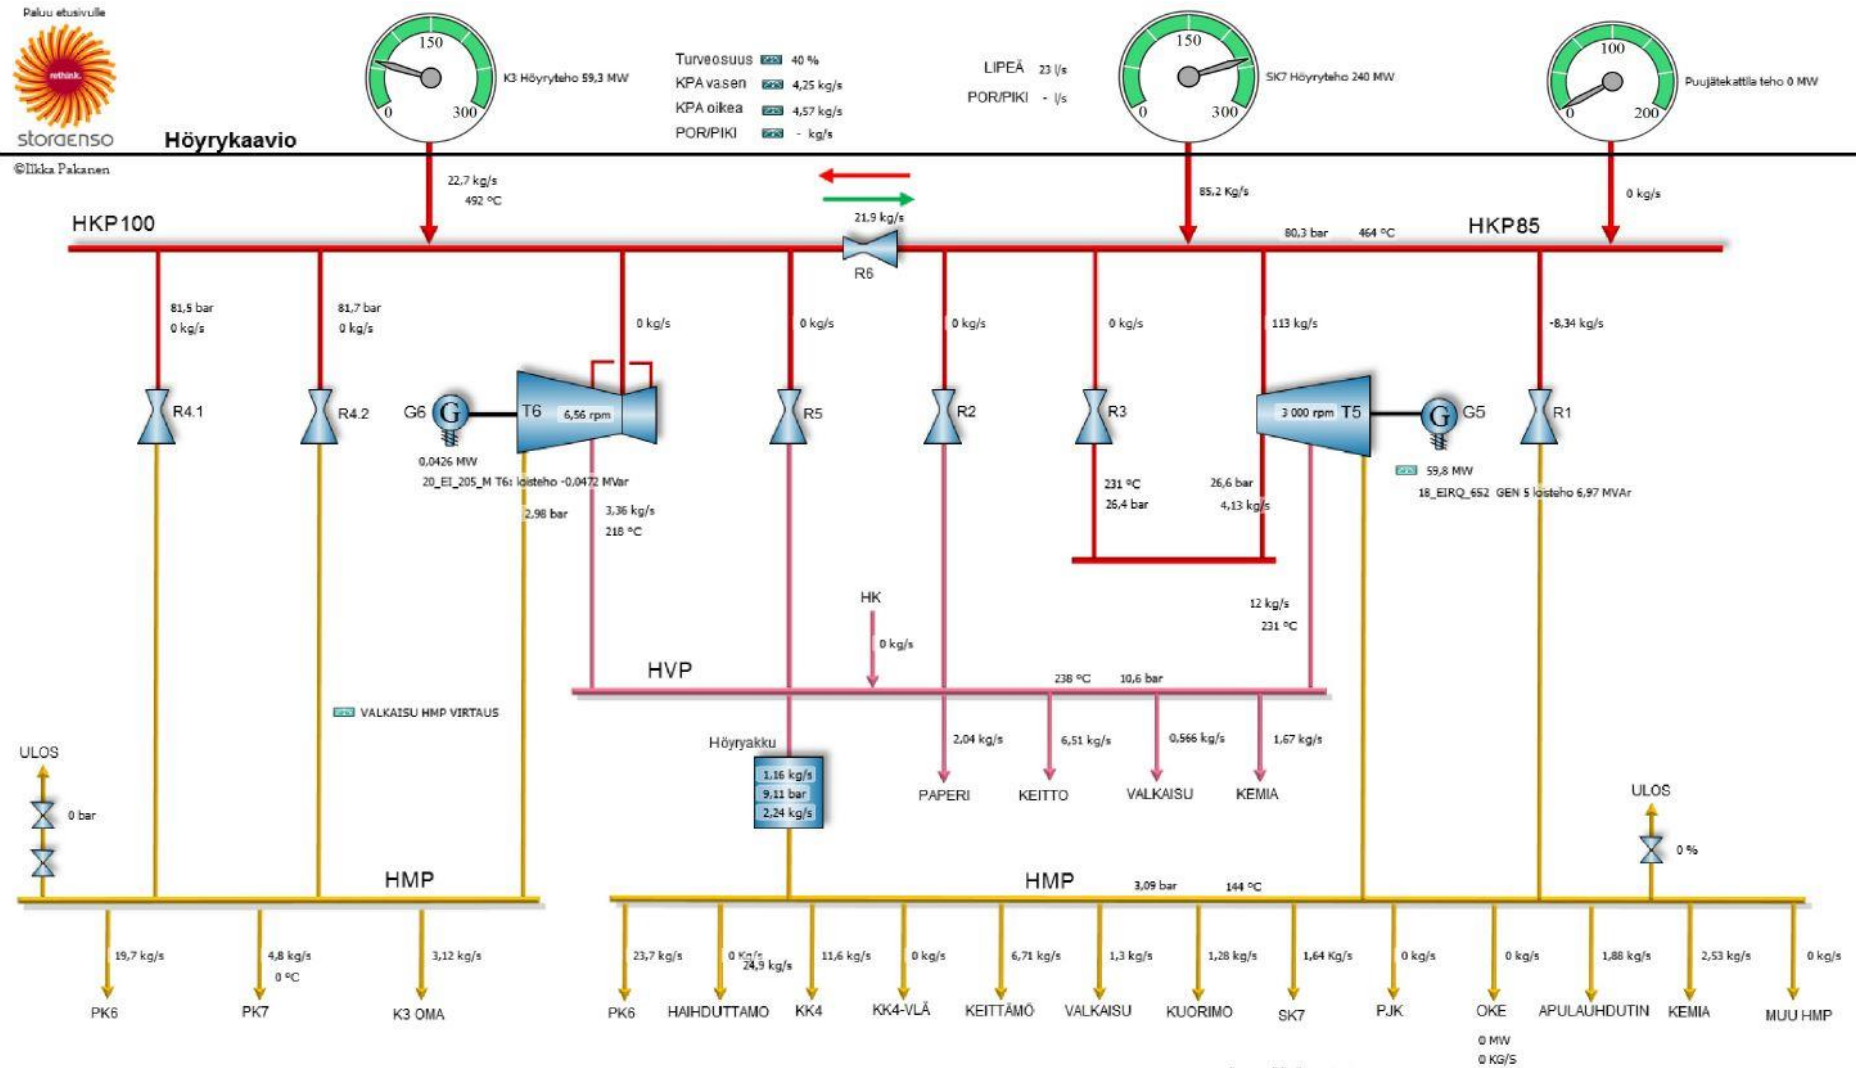 Paluu etusivulle
rethink.
storaenso
©Ilkka Pakanen
Höyrykaavio
150
0
300
K3 Höyryteho 59,3 MW
Turveosuus 40 %
KPA vasen 4,25 kg/s
KPA oikea 4,57 kg/s
POR/PIKI - kg/s
LIPEÄ 23 l/s
POR/PIKI - l/s
150
0
300
SK7 Höyryteho 240 MW
100
0
200
Puujätekattila teho 0 MW
22,7 kg/s
492 ºC
85,2 Kg/s
0 kg/s
HKP100
21,9 kg/s
R6
80,3 bar 464 ºC
HKP85
81,5 bar
0 kg/s
81,7 bar
0 kg/s
0 kg/s
0 kg/s
0 kg/s
0 kg/s
113 kg/s
-8,34 kg/s
R4.1
R4.2
G6
G
T6
6,56 rpm
R5
R2
R3
3 000 rpm
T5
G
G5
R1
0,0426 MW
20_EI_205_M T6: loisteho -0,0472 MVar
59,8 MW
18_EIRQ_652 GEN 5 loisteho 6,97 MVAr
2,98 bar
3,36 kg/s
218 ºC
231 ºC
26,4 bar
26,6 bar
4,13 kg/s
HK
0 kg/s
12 kg/s
231 ºC
HVP
238 ºC 10,6 bar
VALKAISU HMP VIRTAUS
Höyryakku
1,16 kg/s
9,11 bar
2,24 kg/s
2,04 kg/s
6,51 kg/s
0,566 kg/s
1,67 kg/s
PAPERI
KEITTO
VALKAISU
KEMIA
ULOS
0 bar
ULOS
0 %
HMP
HMP
3,09 bar 144 ºC
19,7 kg/s
4,8 kg/s
0 ºC
3,12 kg/s
23,7 kg/s
0 Kg/s
24,9 kg/s
11,6 kg/s
0 kg/s
6,71 kg/s
1,3 kg/s
1,28 kg/s
1,64 Kg/s
0 kg/s
0 kg/s
1,88 kg/s
2,53 kg/s
0 kg/s
PK6
PK7
K3 OMA
PK6
HAIHDUTTAMO
KK4
KK4-VLÄ
KEITTÄMÖ
VALKAISU
KUORIMO
SK7
PJK
OKE
APULAUHDUTIN
KEMIA
MUU HMP
0 MW
0 KG/S